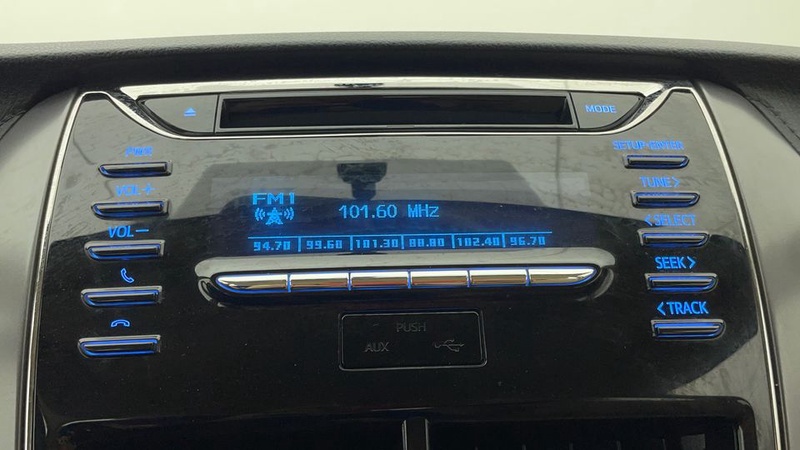 MODE
PWR
VOL +
VOL -
SETUP·ENTER
TUNE >
< SELECT
SEEK >
< TRACK
FM1
101.60 MHz
94.70 | 99.60 | 101.30 | 88.80 | 102.40 | 96.70
PUSH
AUX